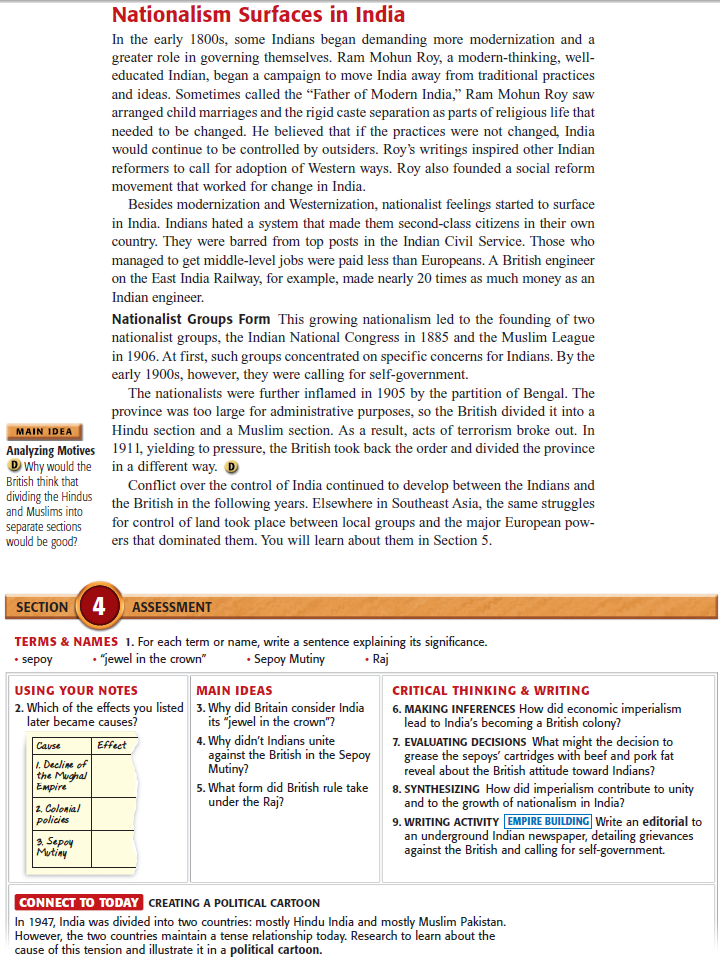 Nationalism Surfaces in India
In the early 1800s, some Indians began demanding more modernization and a
greater role in governing themselves. Ram Mohun Roy, a modern-thinking, well-
educated Indian, began a campaign to move India away from traditional practices
and ideas. Sometimes called the “Father of Modern India,” Ram Mohun Roy saw
arranged child marriages and the rigid caste separation as parts of religious life that
needed to be changed. He believed that if the practices were not changed, India
would continue to be controlled by outsiders. Roy’s writings inspired other Indian
reformers to call for adoption of Western ways. Roy also founded a social reform
movement that worked for change in India.
Besides modernization and Westernization, nationalist feelings started to surface
in India. Indians hated a system that made them second-class citizens in their own
country. They were barred from top posts in the Indian Civil Service. Those who
managed to get middle-level jobs were paid less than Europeans. A British engineer
on the East India Railway, for example, made nearly 20 times as much money as an
Indian engineer.
Nationalist Groups Form This growing nationalism led to the founding of two
nationalist groups, the Indian National Congress in 1885 and the Muslim League
in 1906. At first, such groups concentrated on specific concerns for Indians. By the
early 1900s, however, they were calling for self-government.
The nationalists were further inflamed in 1905 by the partition of Bengal. The
province was too large for administrative purposes, so the British divided it into a
Hindu section and a Muslim section. As a result, acts of terrorism broke out. In
1911, yielding to pressure, the British took back the order and divided the province
in a different way. D
Conflict over the control of India continued to develop between the Indians and
the British in the following years. Elsewhere in Southeast Asia, the same struggles
for control of land took place between local groups and the major European pow-
ers that dominated them. You will learn about them in Section 5.
MAIN IDEA
Analyzing Motives
D Why would the
British think that
dividing the Hindus
and Muslims into
separate sections
would be good?
SECTION 4 ASSESSMENT
TERMS & NAMES 1. For each term or name, write a sentence explaining its significance.
• sepoy • “jewel in the crown” • Sepoy Mutiny • Raj
USING YOUR NOTES
2. Which of the effects you listed
later became causes?
Cause Effect
1. Decline of
the Mughal
Empire
2. Colonial
policies
3. Sepoy
Mutiny
MAIN IDEAS
3. Why did Britain consider India
its “jewel in the crown”?
4. Why didn’t Indians unite
against the British in the Sepoy
Mutiny?
5. What form did British rule take
under the Raj?
CRITICAL THINKING & WRITING
6. MAKING INFERENCES How did economic imperialism
lead to India’s becoming a British colony?
7. EVALUATING DECISIONS What might the decision to
grease the sepoys’ cartridges with beef and pork fat
reveal about the British attitude toward Indians?
8. SYNTHESIZING How did imperialism contribute to unity
and to the growth of nationalism in India?
9. WRITING ACTIVITY EMPIRE BUILDING Write an editorial to
an underground Indian newspaper, detailing grievances
against the British and calling for self-government.
CONNECT TO TODAY CREATING A POLITICAL CARTOON
In 1947, India was divided into two countries: mostly Hindu India and mostly Muslim Pakistan.
However, the two countries maintain a tense relationship today. Research to learn about the
cause of this tension and illustrate it in a political cartoon.